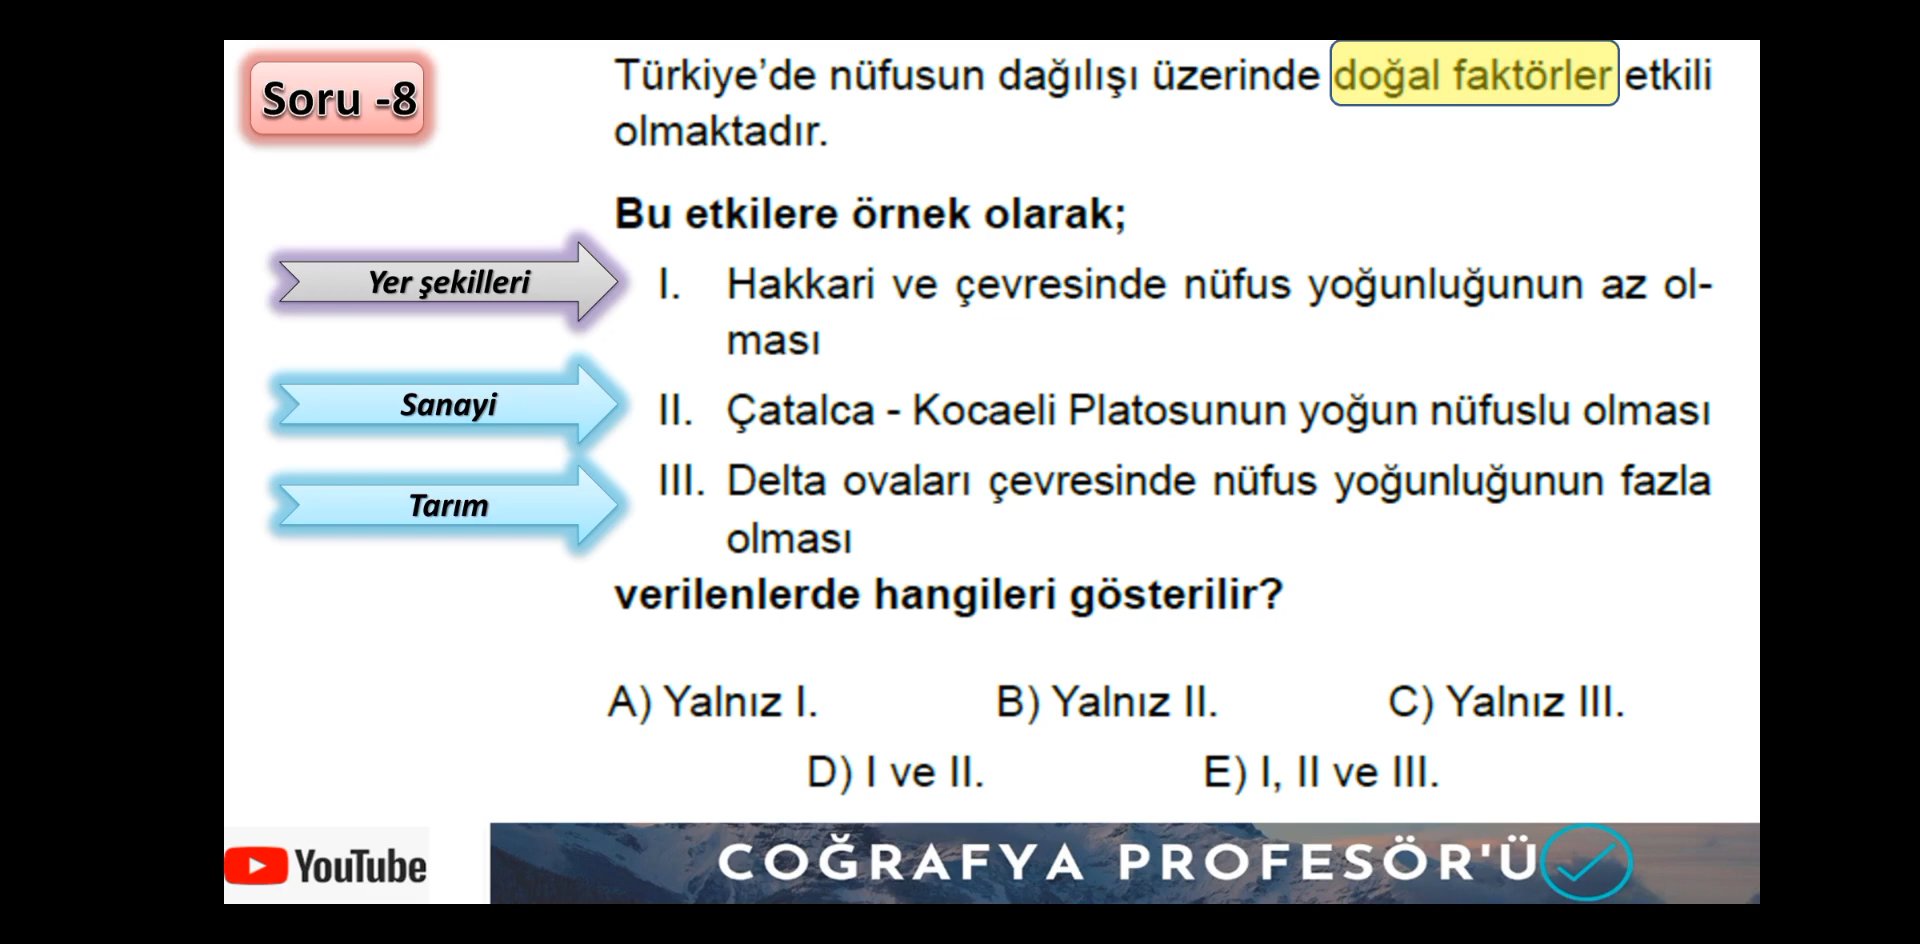 Soru -8
Türkiye’de nüfusun dağılışı üzerinde doğal faktörler etkili
olmaktadır.
Bu etkilere örnek olarak;
Yer şekilleri
I. Hakkari ve çevresinde nüfus yoğunluğunun az ol-
ması
Sanayi
II. Çatalca - Kocaeli Platosunun yoğun nüfuslu olması
Tarım
III. Delta ovaları çevresinde nüfus yoğunluğunun fazla
olması
verilenlerde hangileri gösterilir?
A) Yalnız I. B) Yalnız II. C) Yalnız III.
D) I ve II. E) I, II ve III.
YouTube
COĞRAFYA PROFESÖR'Ü